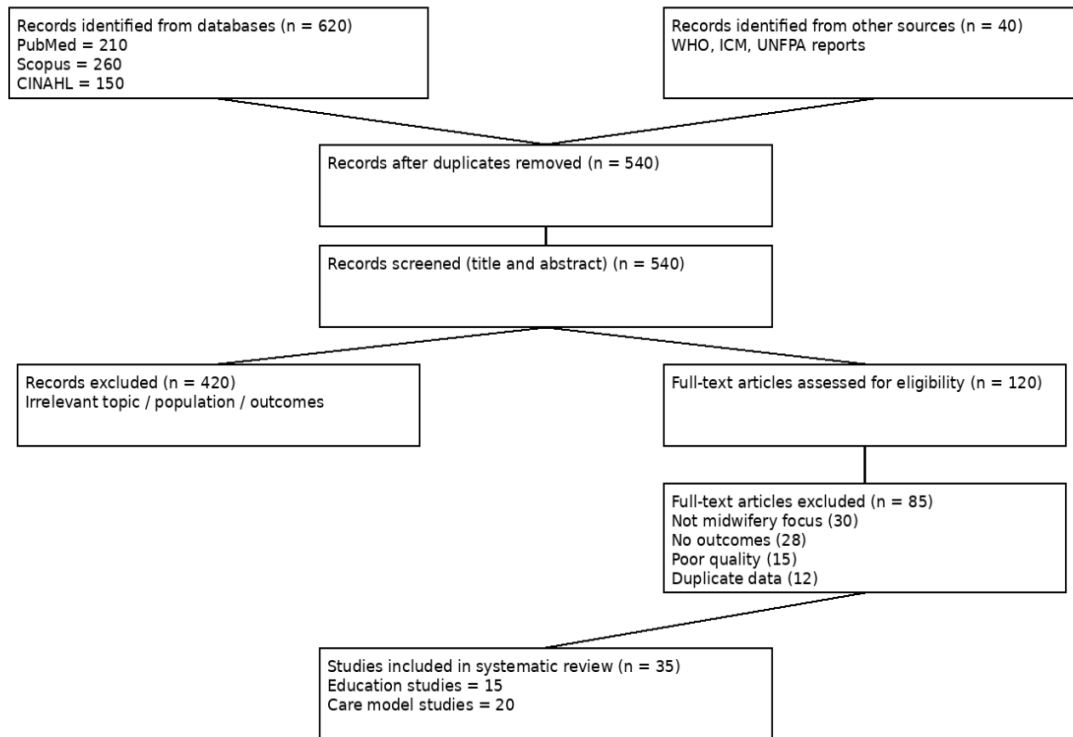 Records identified from databases (n = 620)
PubMed = 210
Scopus = 260
CINAHL = 150
Records identified from other sources (n = 40)
WHO, ICM, UNFPA reports
Records after duplicates removed (n = 540)
Records screened (title and abstract) (n = 540)
Records excluded (n = 420)
Irrelevant topic / population / outcomes
Full-text articles assessed for eligibility (n = 120)
Full-text articles excluded (n = 85)
Not midwifery focus (30)
No outcomes (28)
Poor quality (15)
Duplicate data (12)
Studies included in systematic review (n = 35)
Education studies = 15
Care model studies = 20